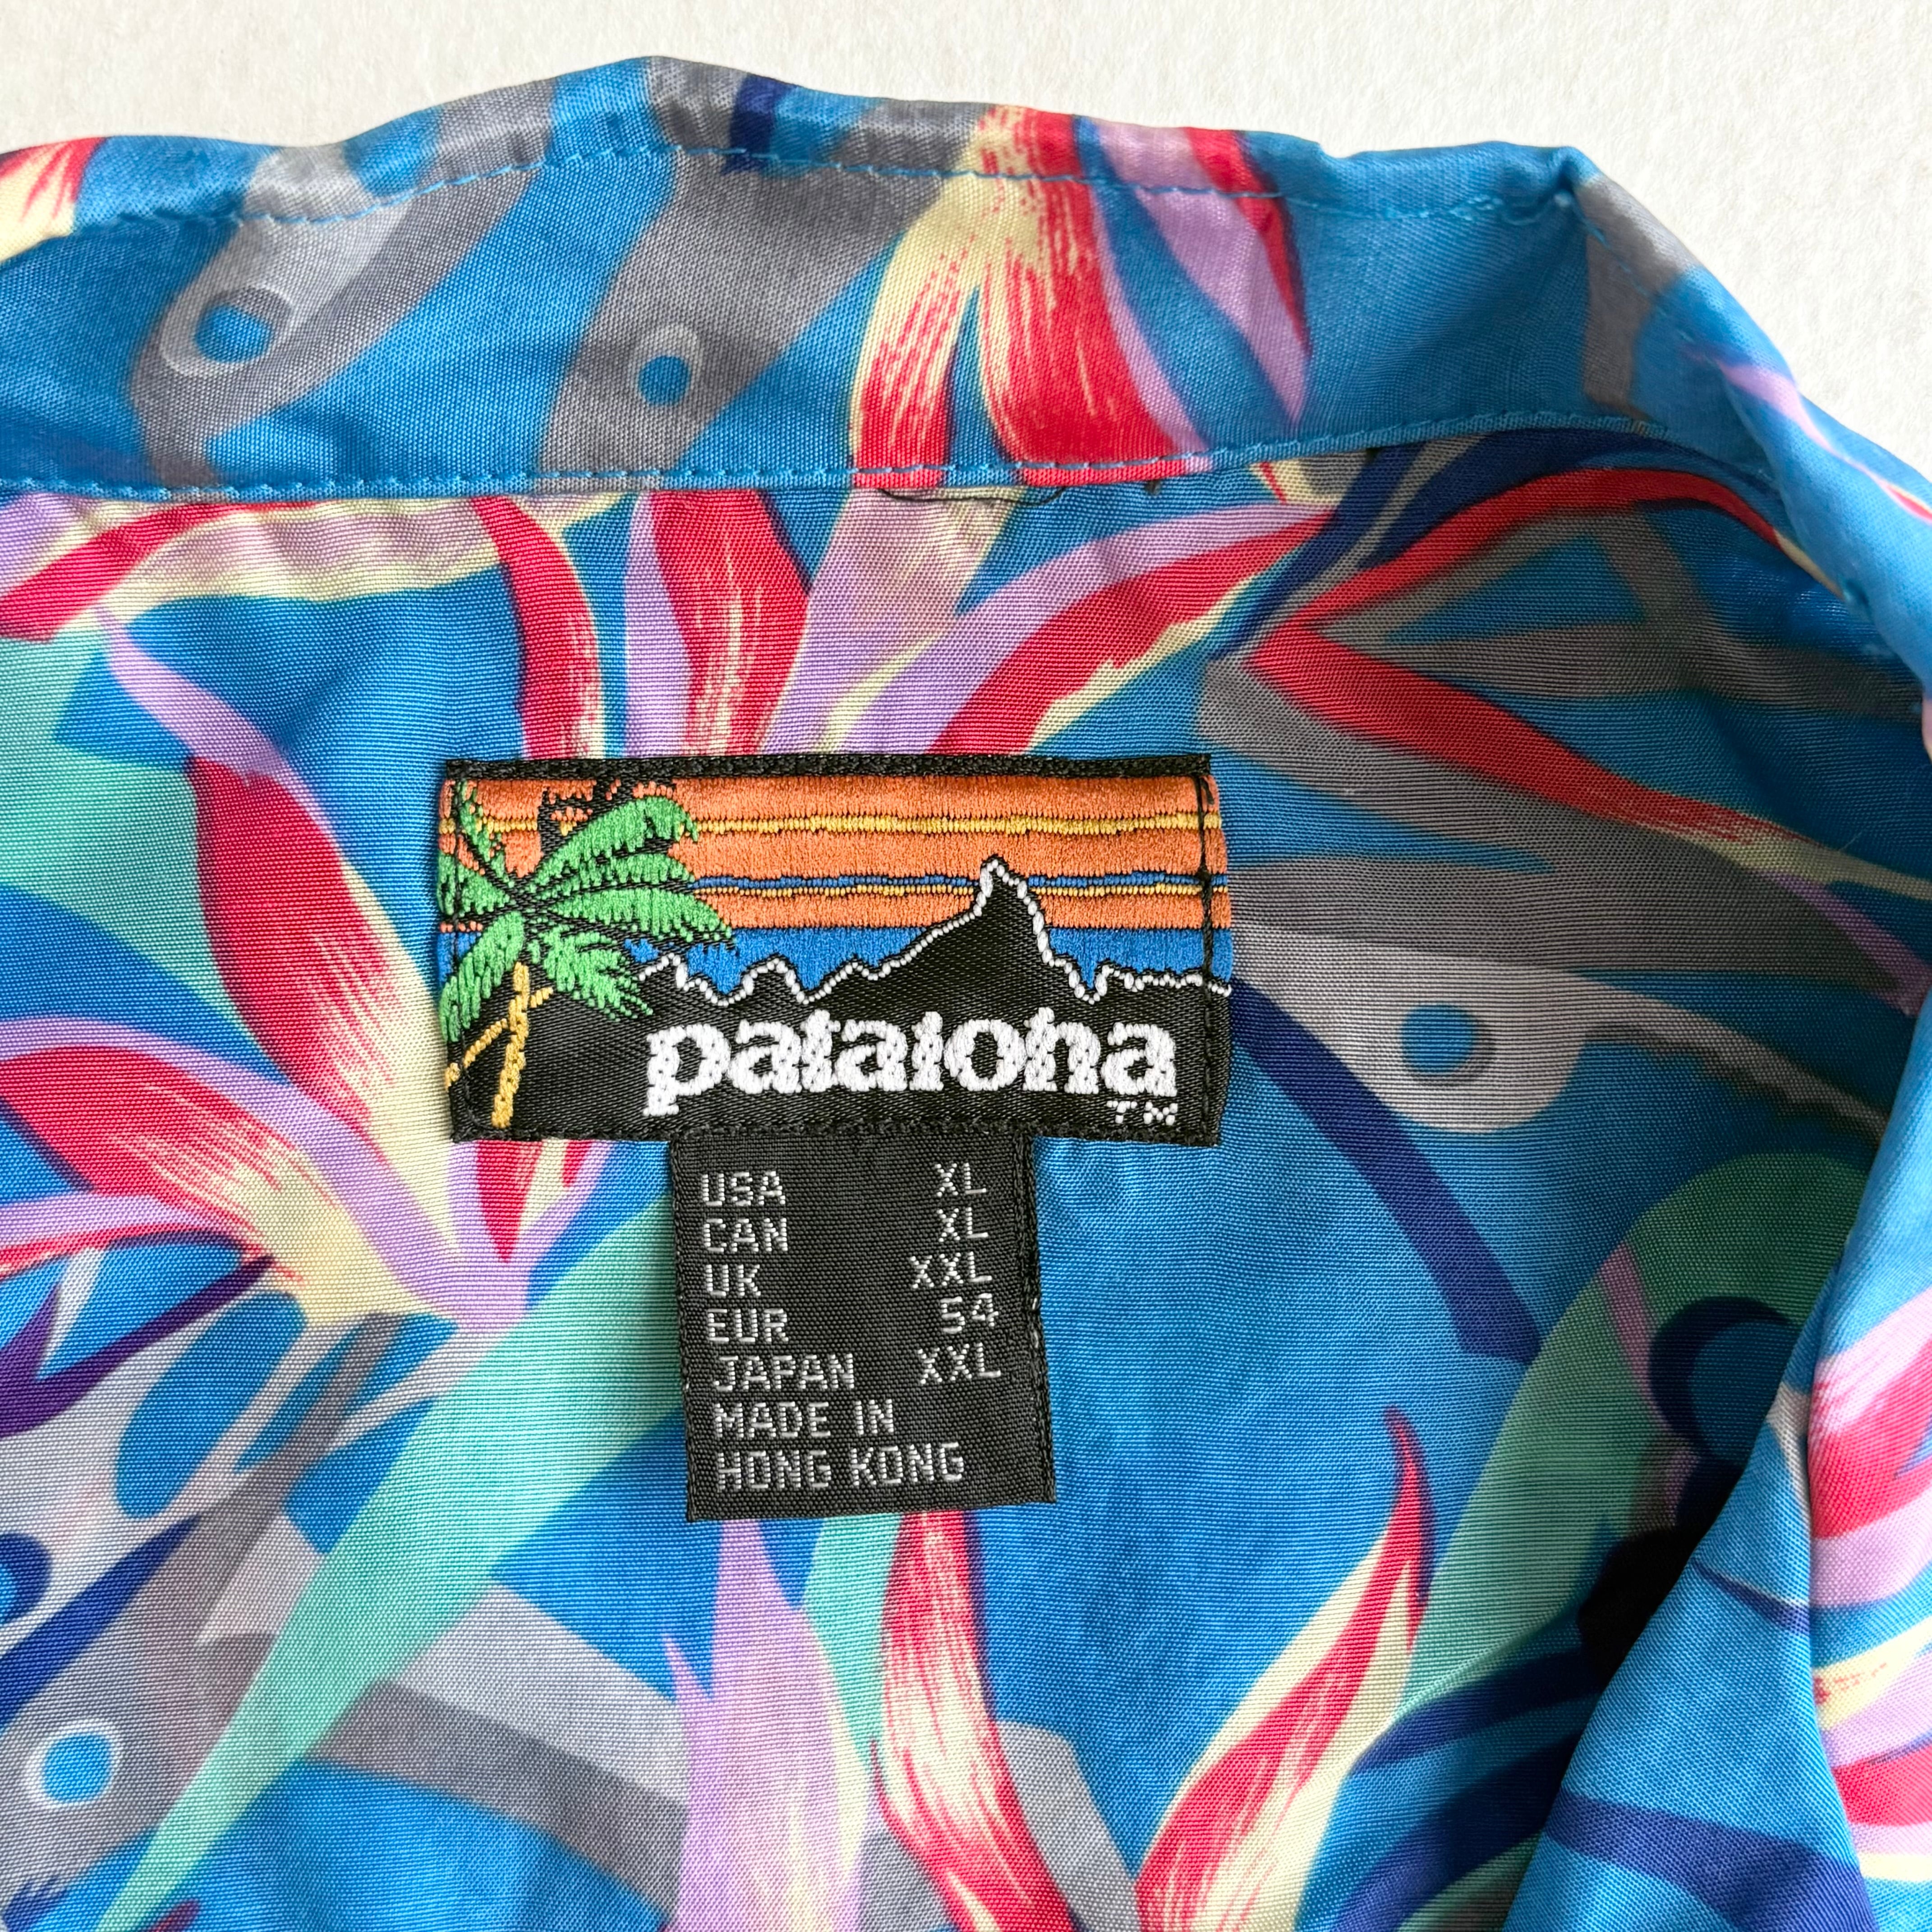 pataloha
TM
USA XL
CAN XL
UK XXL
EUR 54
JAPAN XXL
MADE IN
HONG KONG